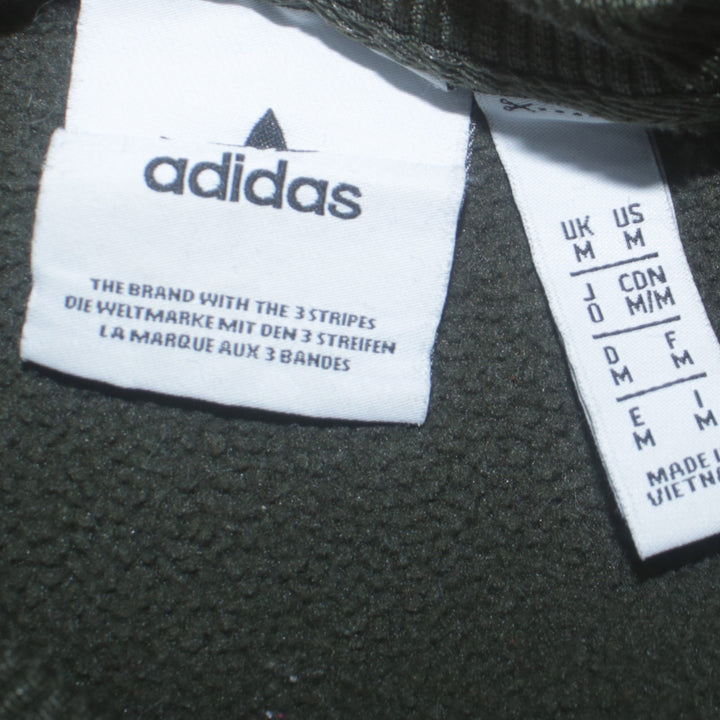 adidas
THE BRAND WITH THE 3 STRIPES
DIE WELTMARKE MIT DEN 3 STREIFEN
LA MARQUE AUX 3 BANDES
UK US
M M
J CDN
O M/M
D F
M M
E I
M M
MADE I
VIETN